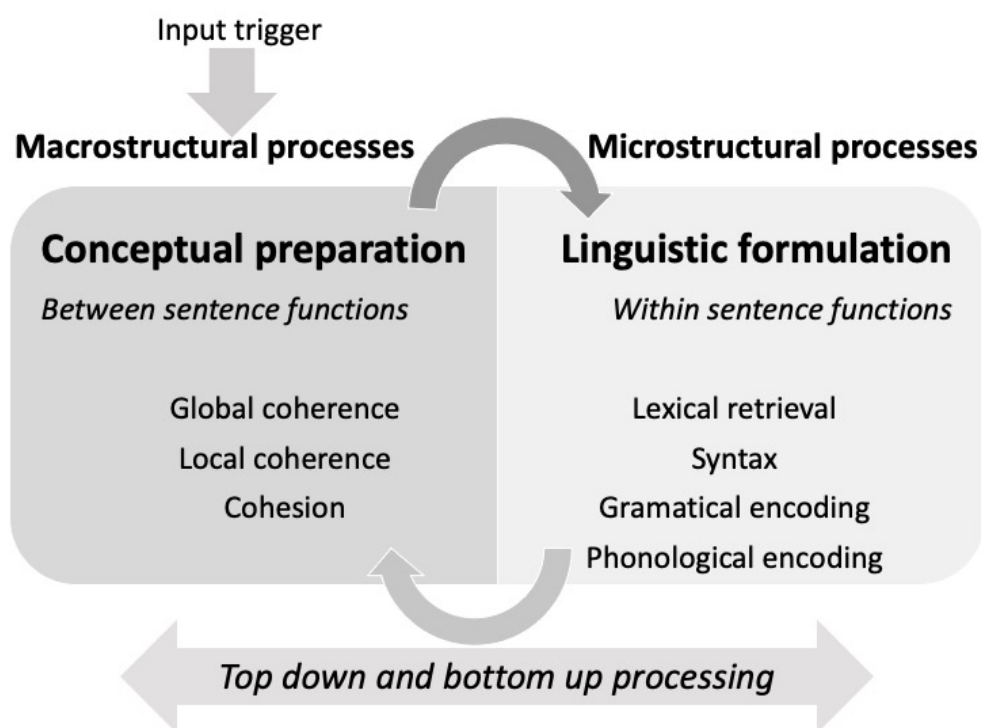 Input trigger
Macrostructural processes
Microstructural processes
Conceptual preparation
Between sentence functions
Global coherence
Local coherence
Cohesion
Linguistic formulation
Within sentence functions
Lexical retrieval
Syntax
Gramatical encoding
Phonological encoding
Top down and bottom up processing